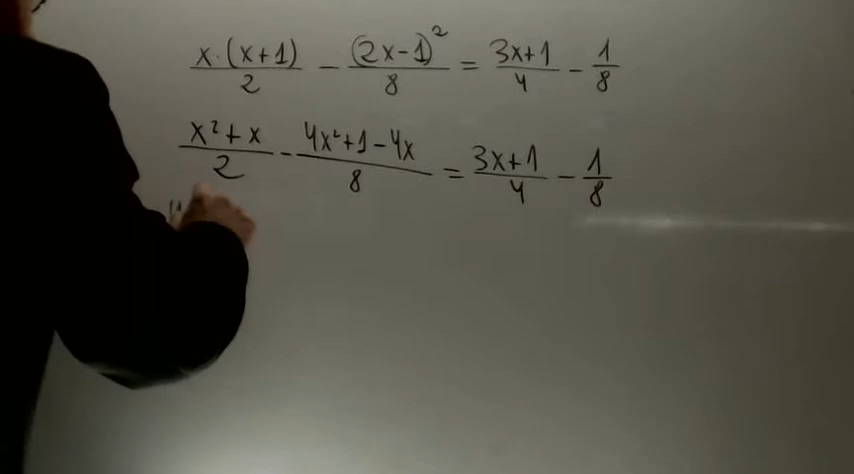 x·(x+1)/2 - (2x-1)²/8 = 3x+1/4 - 1/8
x²+x/2 - 4x²+1-4x/8 = 3x+1/4 - 1/8